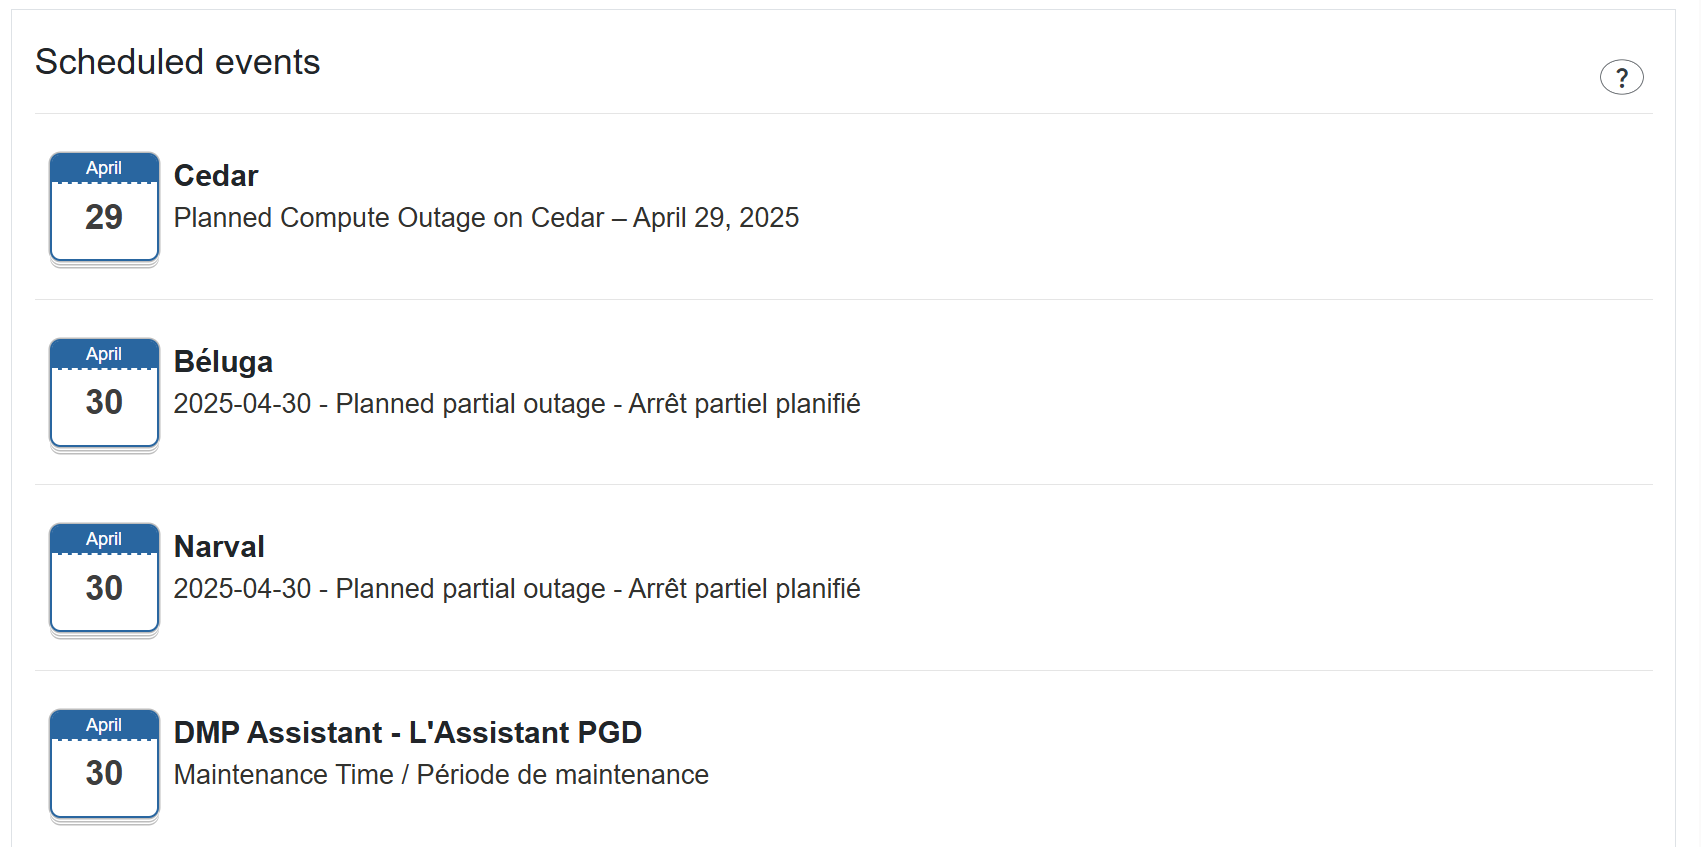 Scheduled events
?
April
29
Cedar
Planned Compute Outage on Cedar – April 29, 2025
April
30
Béluga
2025-04-30 - Planned partial outage - Arrêt partiel planifié
April
30
Narval
2025-04-30 - Planned partial outage - Arrêt partiel planifié
April
30
DMP Assistant - L'Assistant PGD
Maintenance Time / Période de maintenance